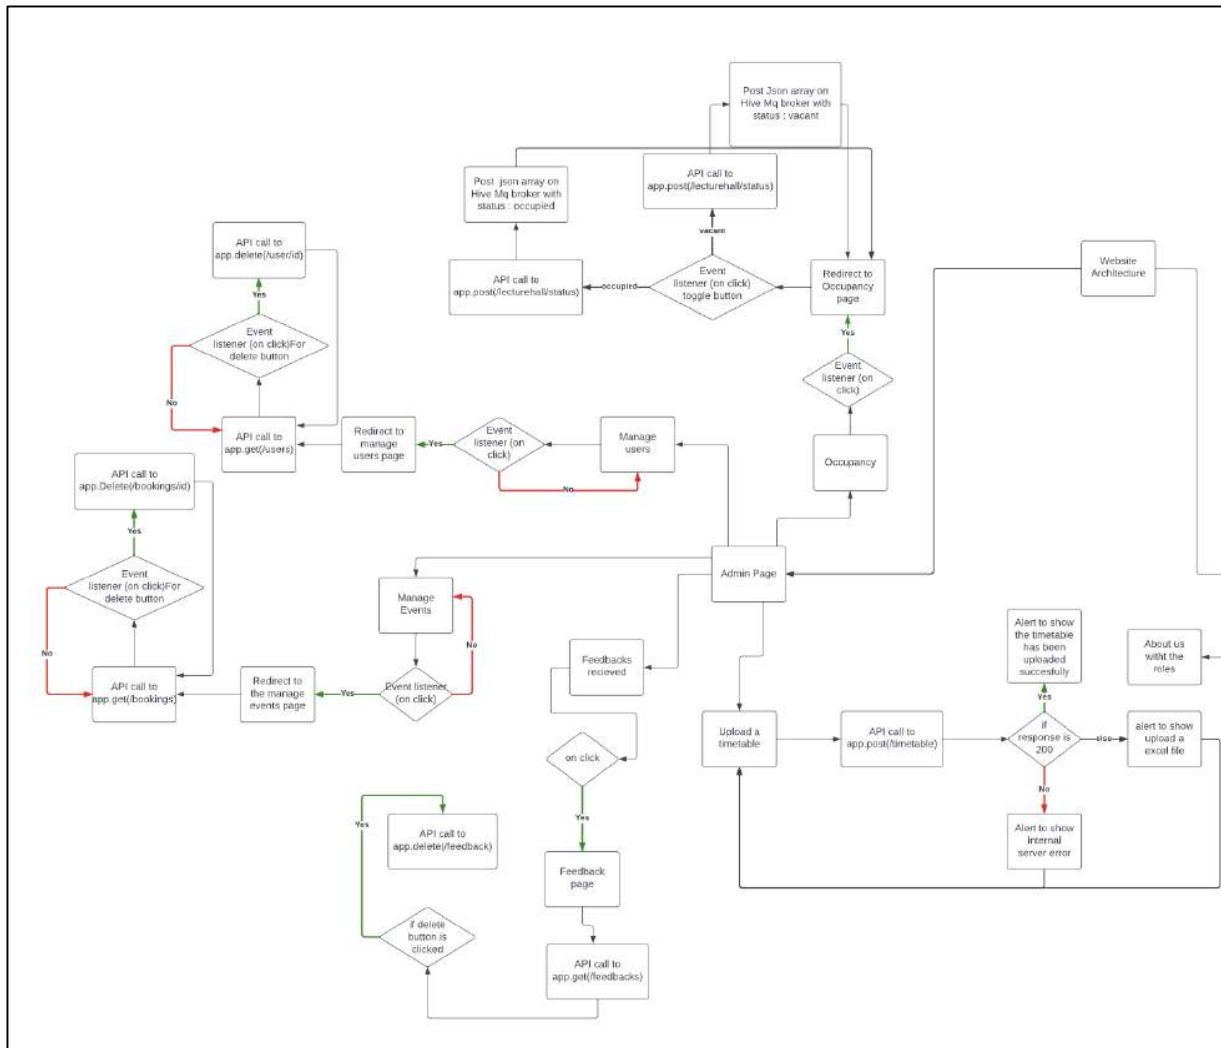 Post Json array on
Hive Mq broker with
status : vacant
Post json array on
Hive Mq broker with
status : occupied
API call to
app.post(/lecturehall/status)
vacant
API call to
app.post(/lecturehall/status)
occupied
Event
listener (on click)
toggle button
Redirect to
Occupancy
page
Website
Architecture
Yes
Event
listener (on
click)
Occupancy
API call to
app.delete(/user/id)
Yes
Event
listener (on click)For
delete button
No
API call to
app.get(/users)
Redirect to
manage
users page
Yes
Event
listener (on
click)
No
Manage
users
API call to
app.Delete(/bookings/id)
Yes
Event
listener (on click)For
delete button
No
API call to
app.get(/bookings)
Redirect to
the manage
events page
Yes
Event listener
(on click)
No
Manage
Events
Admin Page
Feedbacks
recieved
on click
Yes
Feedback
page
API call to
app.get(/feedbacks)
if delete
button is
clicked
Yes
API call to
app.delete(/feedback)
Upload a
timetable
API call to
app.post(/timetable)
if
response is
200
Yes
Alert to show
the timetable
has been
uploaded
succesfully
alert to show
upload a
excel file
No
Alert to show
internal
server error
About us
witht the
roles